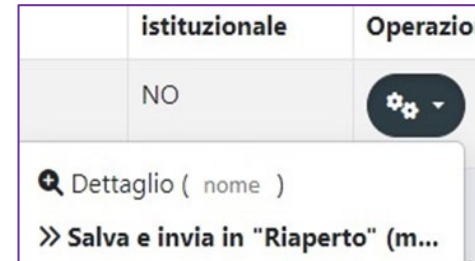 istituzionale Operazio
NO
Dettaglio ( nome )
Salva e invia in "Riaperto" (m...